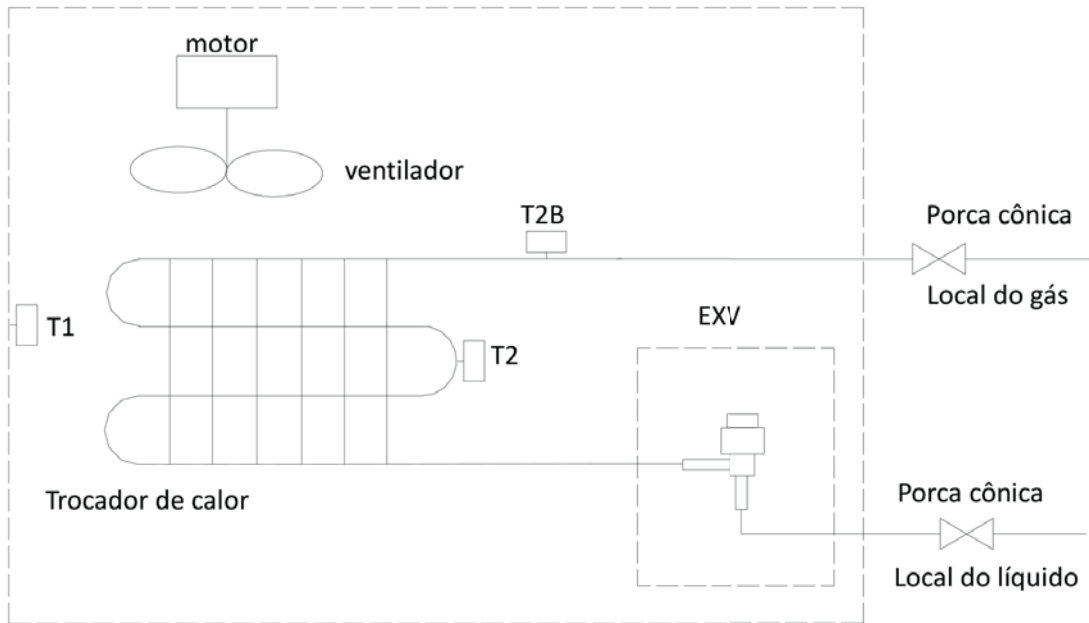 motor
ventilador
T2B
Porca cônica
Local do gás
T1
EXV
T2
Trocador de calor
Porca cônica
Local do líquido